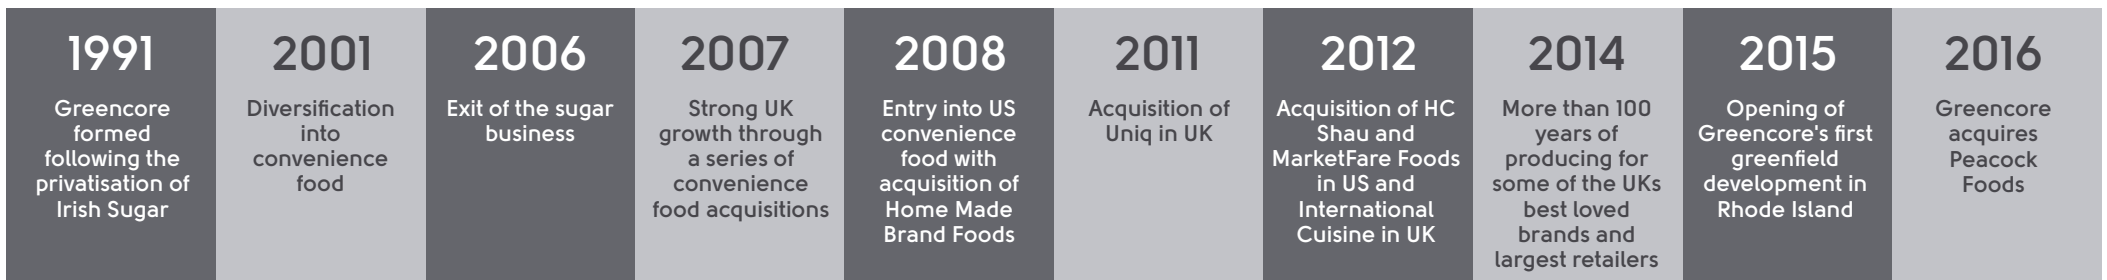 1991
Greencore
formed
following the
privatisation of
Irish Sugar
2001
Diversification
into
convenience
food
2006
Exit of the sugar
business
2007
Strong UK
growth through
a series of
convenience
food acquisitions
2008
Entry into US
convenience
food with
acquisition of
Home Made
Brand Foods
2011
Acquisition of
Uniq in UK
2012
Acquisition of HC
Shau and
MarketFare Foods
in US and
International
Cuisine in UK
2014
More than 100
years of
producing for
some of the UKs
best loved
brands and
largest retailers
2015
Opening of
Greencore's first
greenfield
development in
Rhode Island
2016
Greencore
acquires
Peacock
Foods